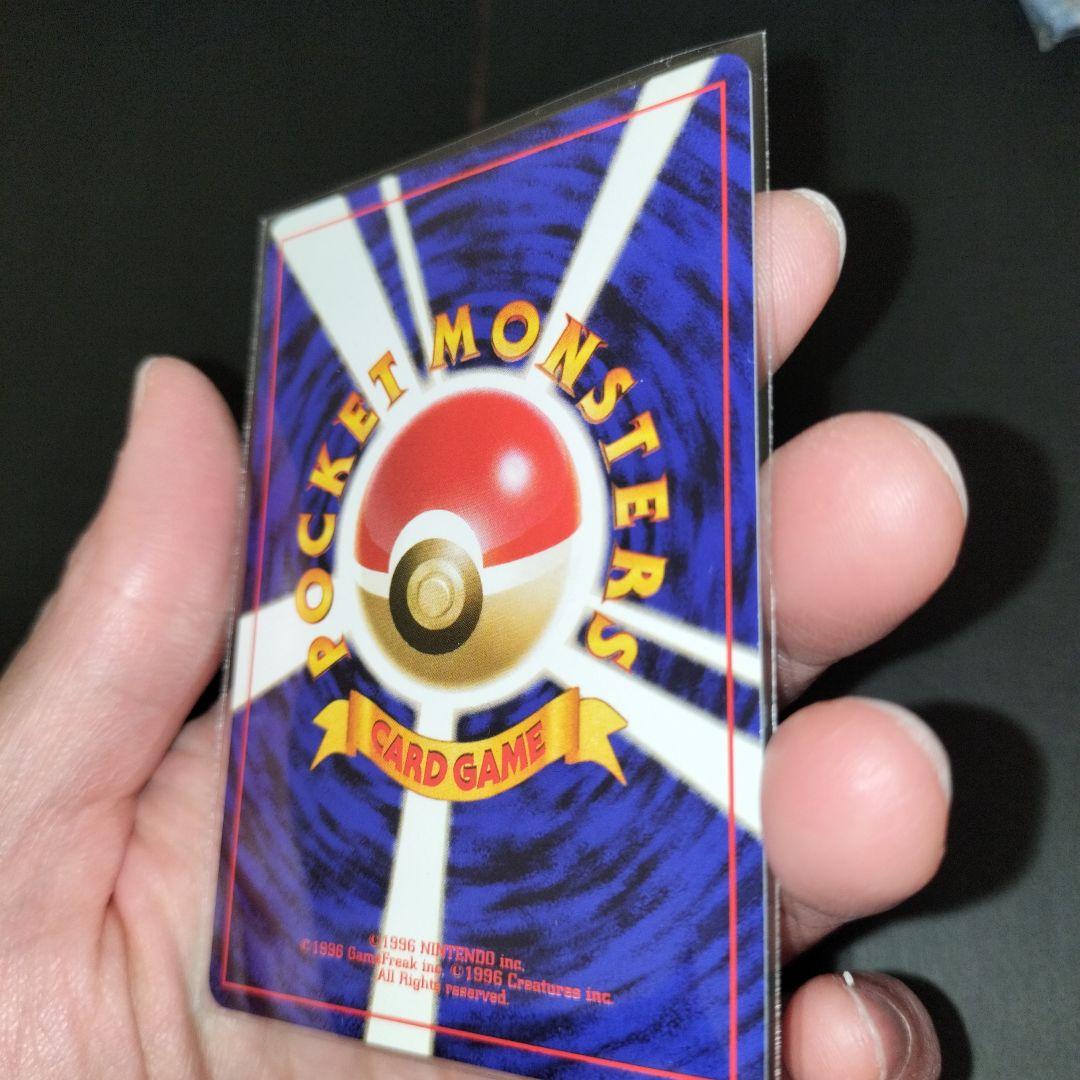 POCKET MONSTERS
CARD GAME
©1996 NINTENDO inc.
©1996 GameFreak inc. ©1996 Creatures inc.
All Rights reserved.